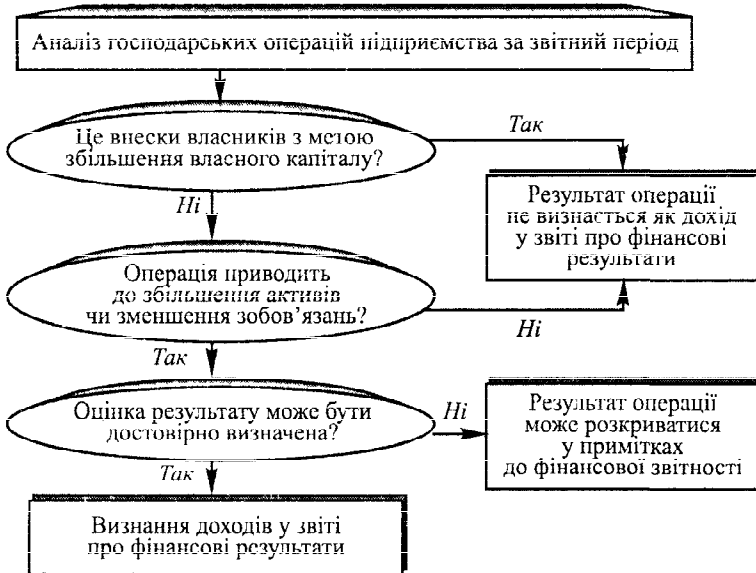 Аналіз господарських операцій підприємства за звітний період
Це внески власників з метою
збільшення власного капіталу?
Так
Ні
Результат операції
не визнається як дохід
у звіті про фінансові
результати
Операція приводить
до збільшення активів
чи зменшення зобов’язань?
Ні
Так
Оцінка результату може бути
достовірно визначена?
Ні
Результат операції
може розкриватися
у примітках
до фінансової звітності
Так
Визнання доходів у звіті
про фінансові результати